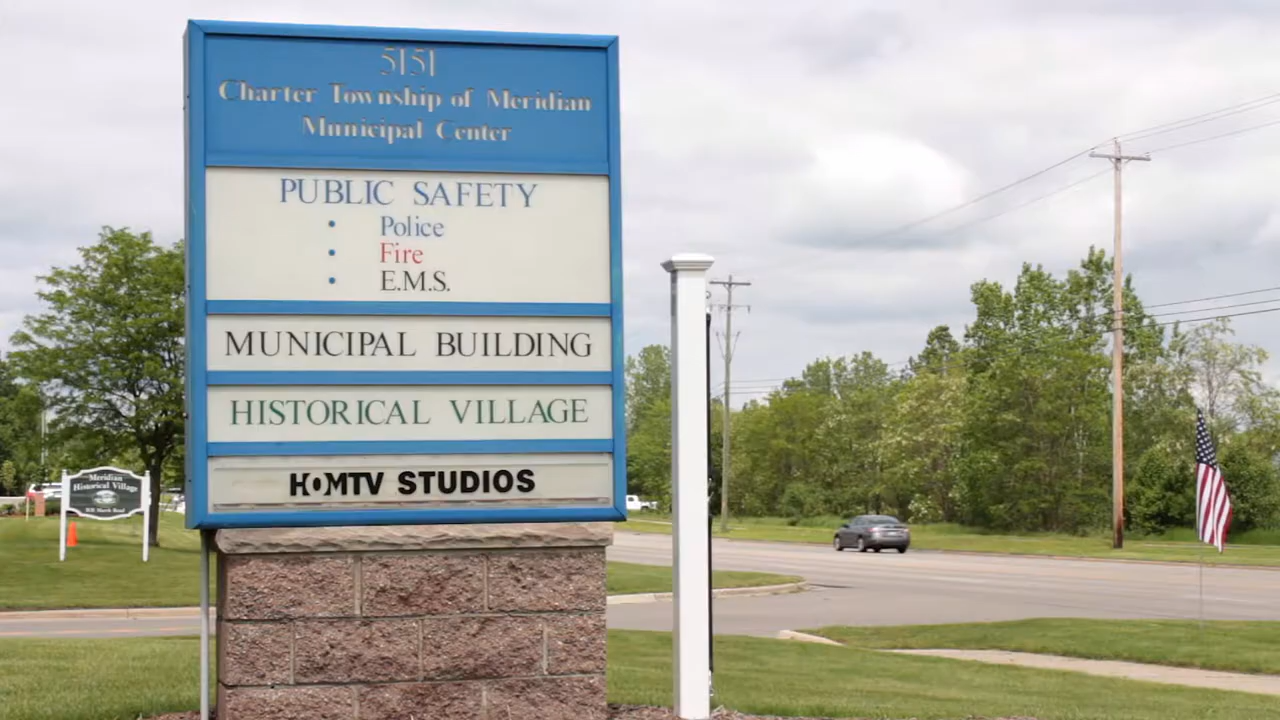 5151
Charter Township of Meridian
Municipal Center
PUBLIC SAFETY
• Police
• Fire
• E.M.S.
MUNICIPAL BUILDING
HISTORICAL VILLAGE
HOMTV STUDIOS
Meridian
Historical Village